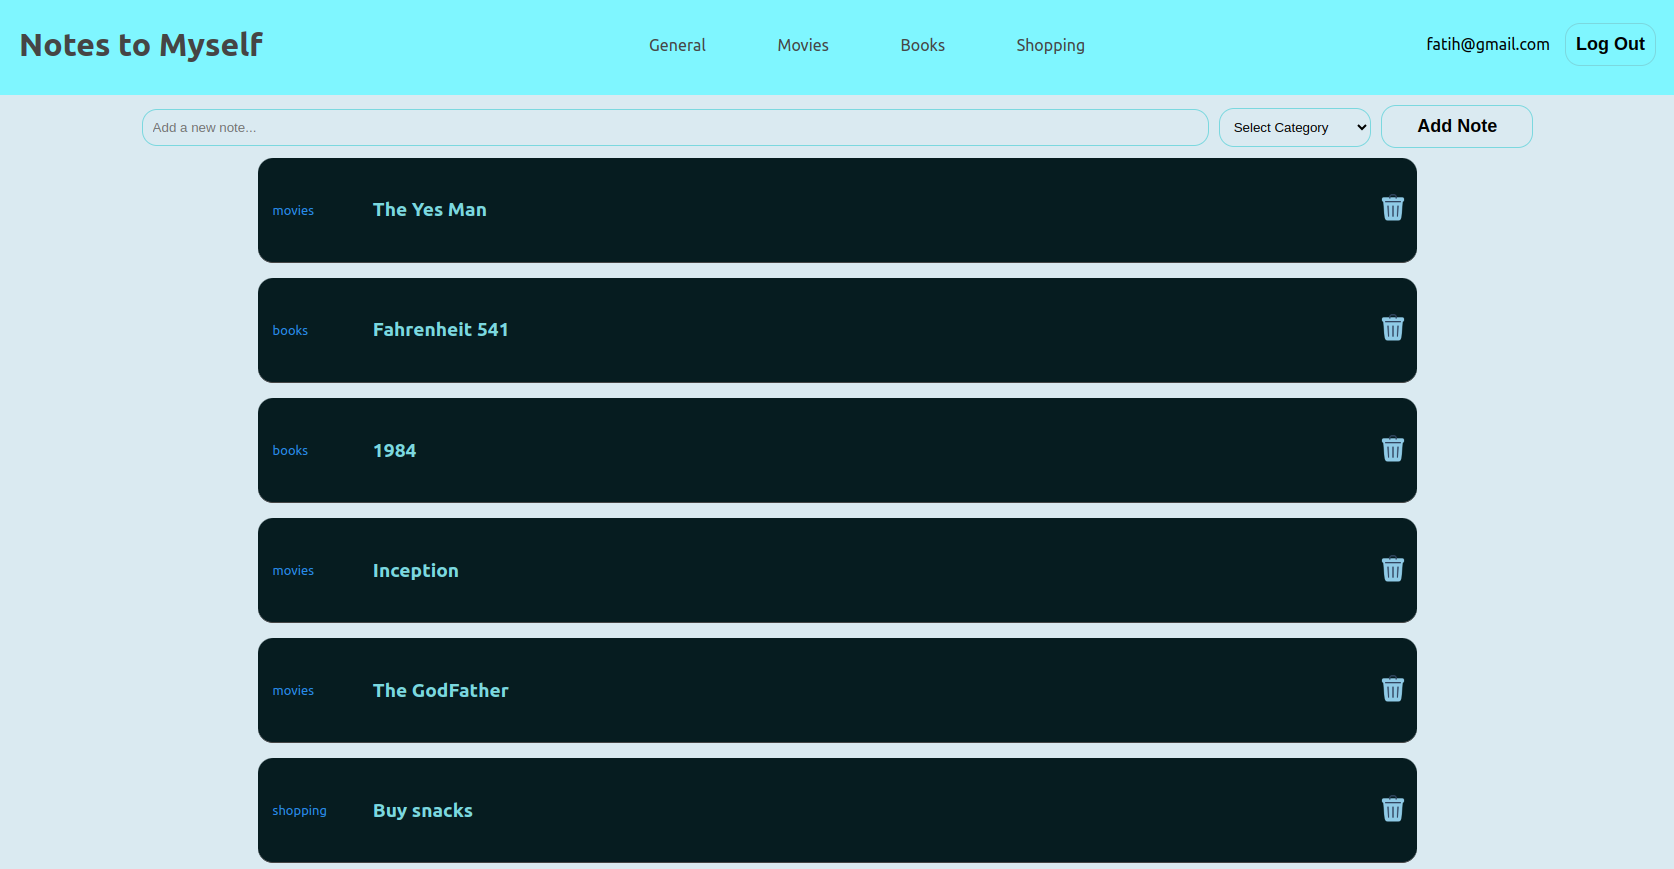 Notes to Myself
General Movies Books Shopping
fatih@gmail.com Log Out
Add a new note... Select Category Add Note
movies The Yes Man
books Fahrenheit 541
books 1984
movies Inception
movies The GodFather
shopping Buy snacks